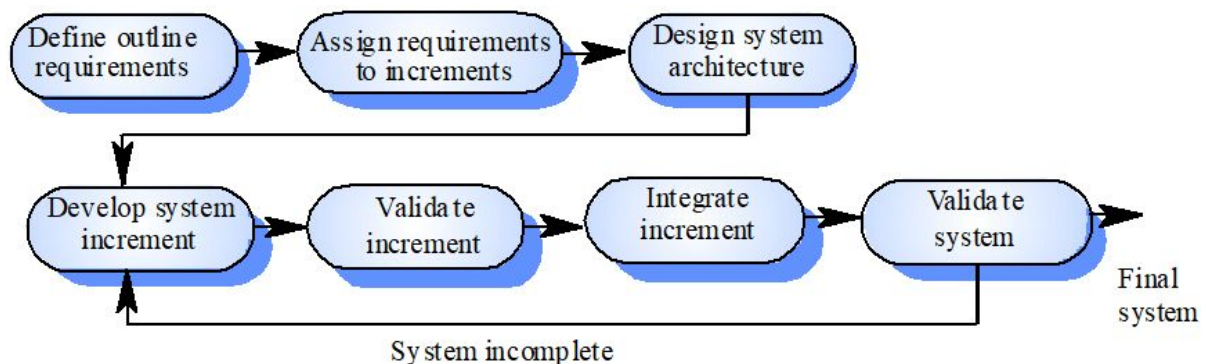 Define outline
requirements
Assign requirements
to increments
Design system
architecture
Develop system
increment
Validate
increment
Integrate
increment
Validate
system
Final
system
System incomplete